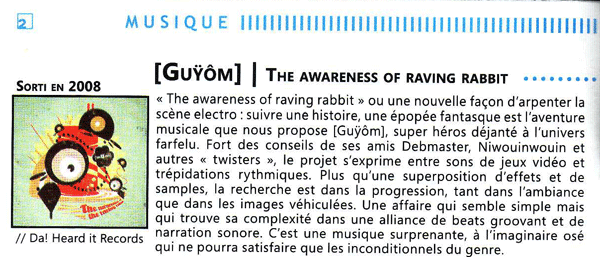 2 MUSIQUE
SORTI EN 2008
[GUŸÔM] | THE AWARENESS OF RAVING RABBIT
« The awareness of raving rabbit » ou une nouvelle façon d'arpenter la
scène electro : suivre une histoire, une épopée fantasque est l'aventure
musicale que nous propose [Guÿôm], super héros déjanté à l'univers
farfelu. Fort des conseils de ses amis Debmaster, Niwouinwouin et
autres « twisters », le projet s'exprime entre sons de jeux vidéo et
trépidations rythmiques. Plus qu'une superposition d'effets et de
samples, la recherche est dans la progression, tant dans l'ambiance
que dans les images véhiculées. Une affaire qui semble simple mais
qui trouve sa complexité dans une alliance de beats groovant et de
narration sonore. C'est une musique surprenante, à l'imaginaire osé
qui ne pourra satisfaire que les inconditionnels du genre.
// Da! Heard it Records